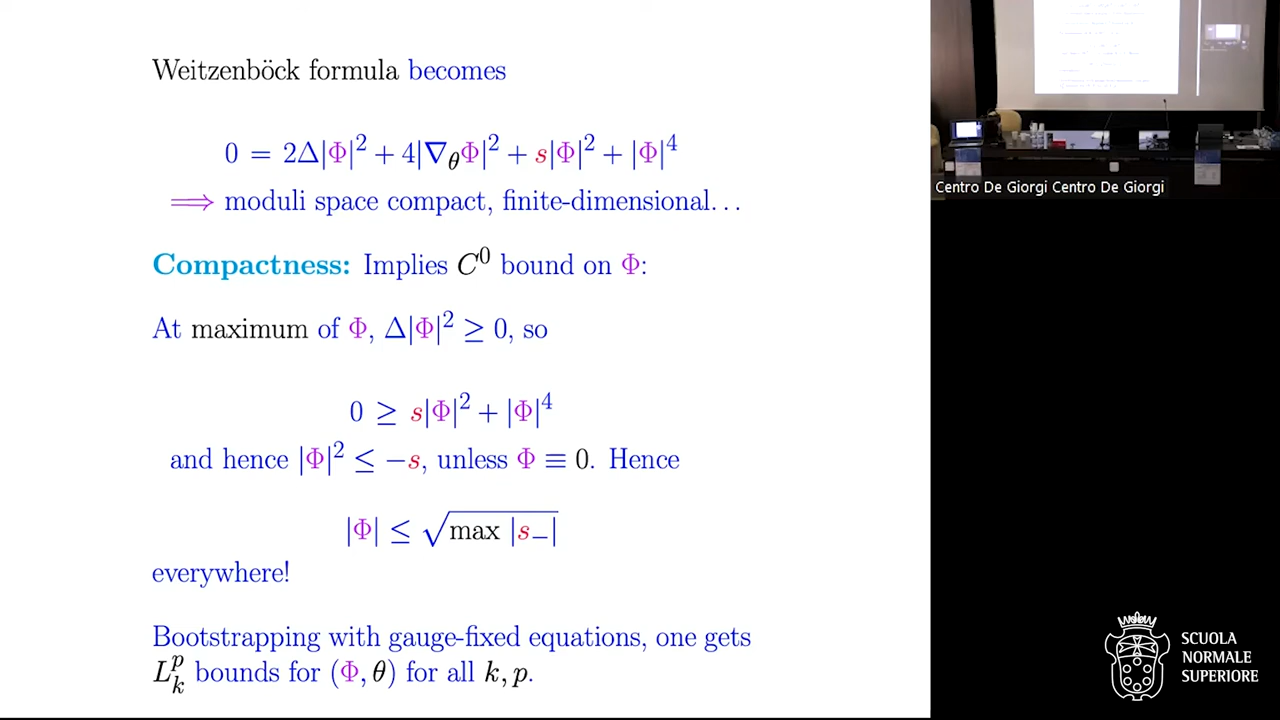 Weitzenböck formula becomes
0 = 2Δ|Φ|² + 4|∇_θΦ|² + s|Φ|² + |Φ|⁴
⟹ moduli space compact, finite-dimensional...
Compactness: Implies C⁰ bound on Φ:
At maximum of Φ, Δ|Φ|² ≥ 0, so
0 ≥ s|Φ|² + |Φ|⁴
and hence |Φ|² ≤ −s, unless Φ ≡ 0. Hence
|Φ| ≤ √(max |s₋|)
everywhere!
Bootstrapping with gauge-fixed equations, one gets
L^p_k bounds for (Φ, θ) for all k, p.
Centro De Giorgi Centro De Giorgi
SCUOLA
NORMALE
SUPERIORE